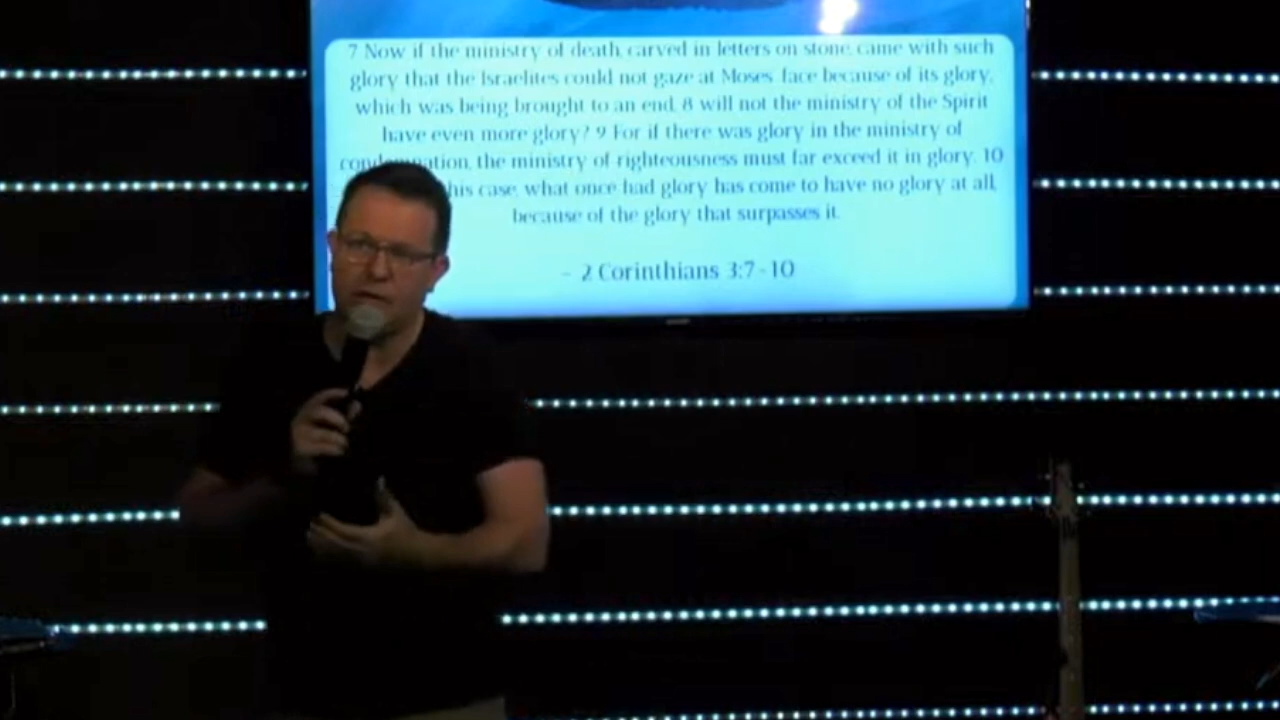 7 Now if the ministry of death, carved in letters on stone, came with such
glory that the Israelites could not gaze at Moses' face because of its glory,
which was being brought to an end, 8 will not the ministry of the Spirit
have even more glory? 9 For if there was glory in the ministry of
condemnation, the ministry of righteousness must far exceed it in glory. 10
this case, what once had glory has come to have no glory at all,
because of the glory that surpasses it.
- 2 Corinthians 3:7-10